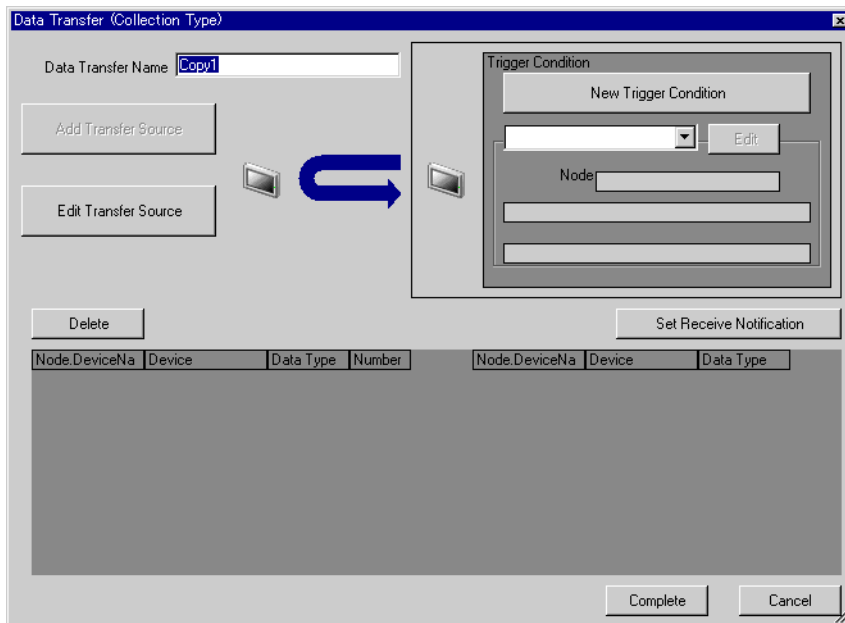 Data Transfer (Collection Type)
Data Transfer Name Copy1
Trigger Condition
New Trigger Condition
Add Transfer Source
Edit
Node
Edit Transfer Source
Delete
Set Receive Notification
Node.DeviceNa Device Data Type Number Node.DeviceNa Device Data Type
Complete Cancel